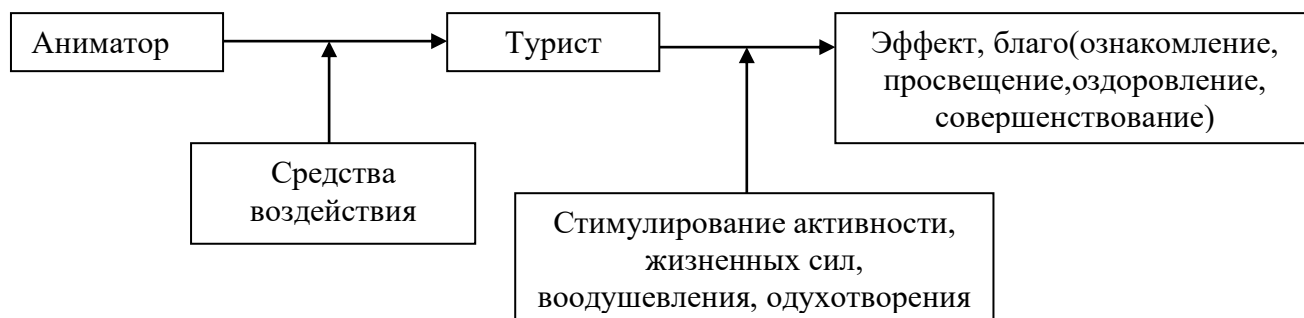 Аниматор
Турист
Эффект, благо(ознакомление,
просвещение,оздоровление,
совершенствование)
Средства
воздействия
Стимулирование активности,
жизненных сил,
воодушевления, одухотворения